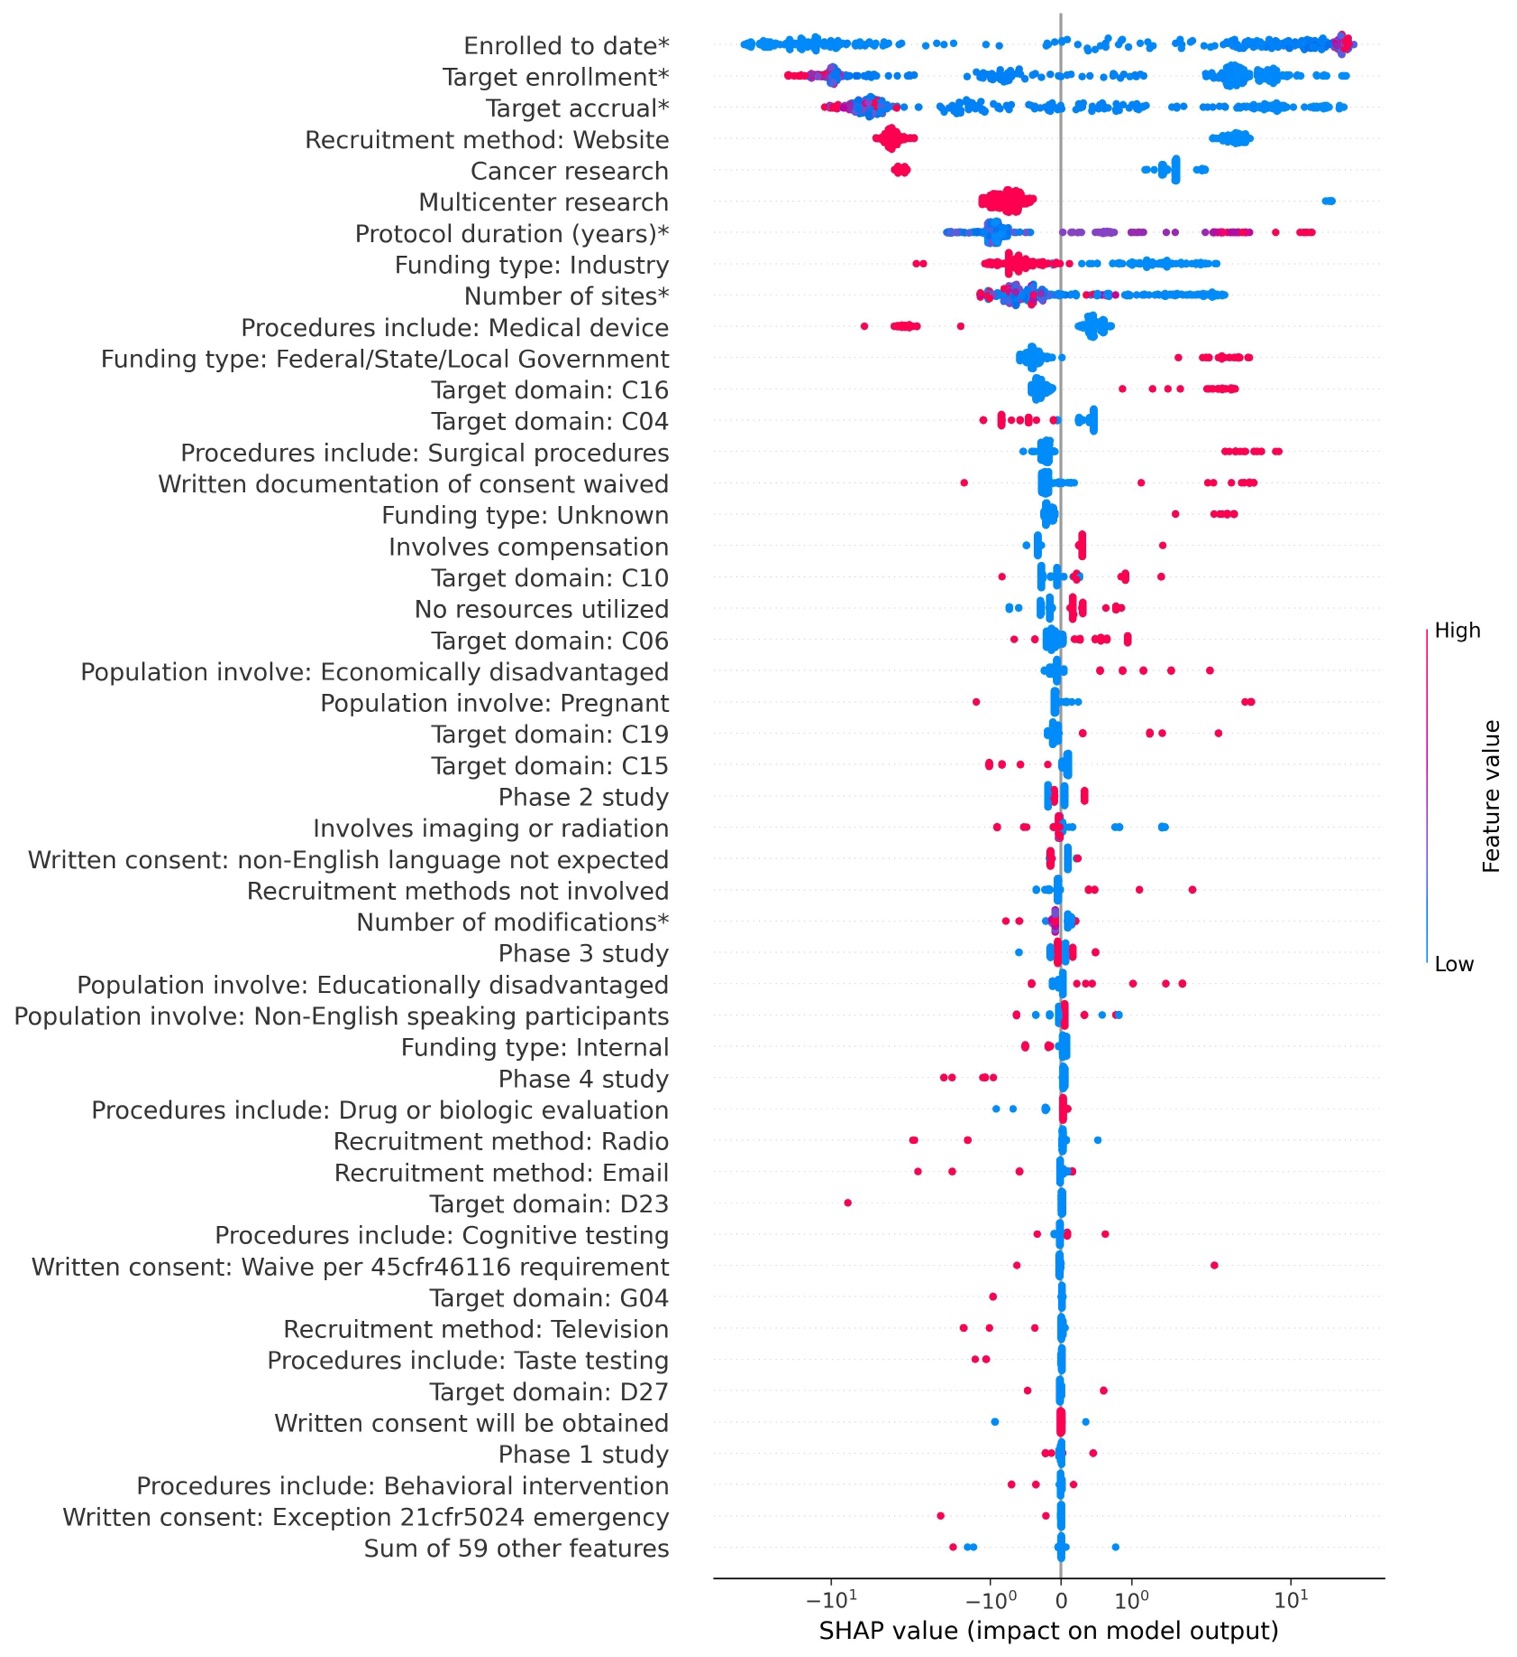 Enrolled to date*
Target enrollment*
Target accrual*
Recruitment method: Website
Cancer research
Multicenter research
Protocol duration (years)*
Funding type: Industry
Number of sites*
Procedures include: Medical device
Funding type: Federal/State/Local Government
Target domain: C16
Target domain: C04
Procedures include: Surgical procedures
Written documentation of consent waived
Funding type: Unknown
Involves compensation
Target domain: C10
No resources utilized
Target domain: C06
Population involve: Economically disadvantaged
Population involve: Pregnant
Target domain: C19
Target domain: C15
Phase 2 study
Involves imaging or radiation
Written consent: non-English language not expected
Recruitment methods not involved
Number of modifications*
Phase 3 study
Population involve: Educationally disadvantaged
Population involve: Non-English speaking participants
Funding type: Internal
Phase 4 study
Procedures include: Drug or biologic evaluation
Recruitment method: Radio
Recruitment method: Email
Target domain: D23
Procedures include: Cognitive testing
Written consent: Waive per 45cfr46116 requirement
Target domain: G04
Recruitment method: Television
Procedures include: Taste testing
Target domain: D27
Written consent will be obtained
Phase 1 study
Procedures include: Behavioral intervention
Written consent: Exception 21cfr5024 emergency
Sum of 59 other features
−10¹ −10⁰ 0 10⁰ 10¹
SHAP value (impact on model output)
High
Feature value
Low